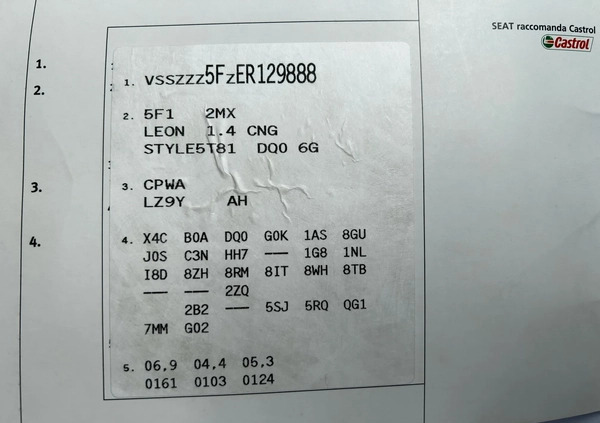 SEAT raccomanda Castrol
Castrol
1.
2.
3.
4.
1. VSSZZZ5FZER129888
2. 5F1 2MX
LEON 1.4 CNG
STYLE5T81 DQ0 6G
3. CPWA
LZ9Y AH
4. X4C B0A DQ0 G0K 1AS 8GU
J0S C3N HH7 --- 1G8 1NL
I8D 8ZH 8RM 8IT 8WH 8TB
--- --- 2ZQ
2B2 --- 5SJ 5RQ QG1
7MM G02
5. 06,9 04,4 05,3
0161 0103 0124